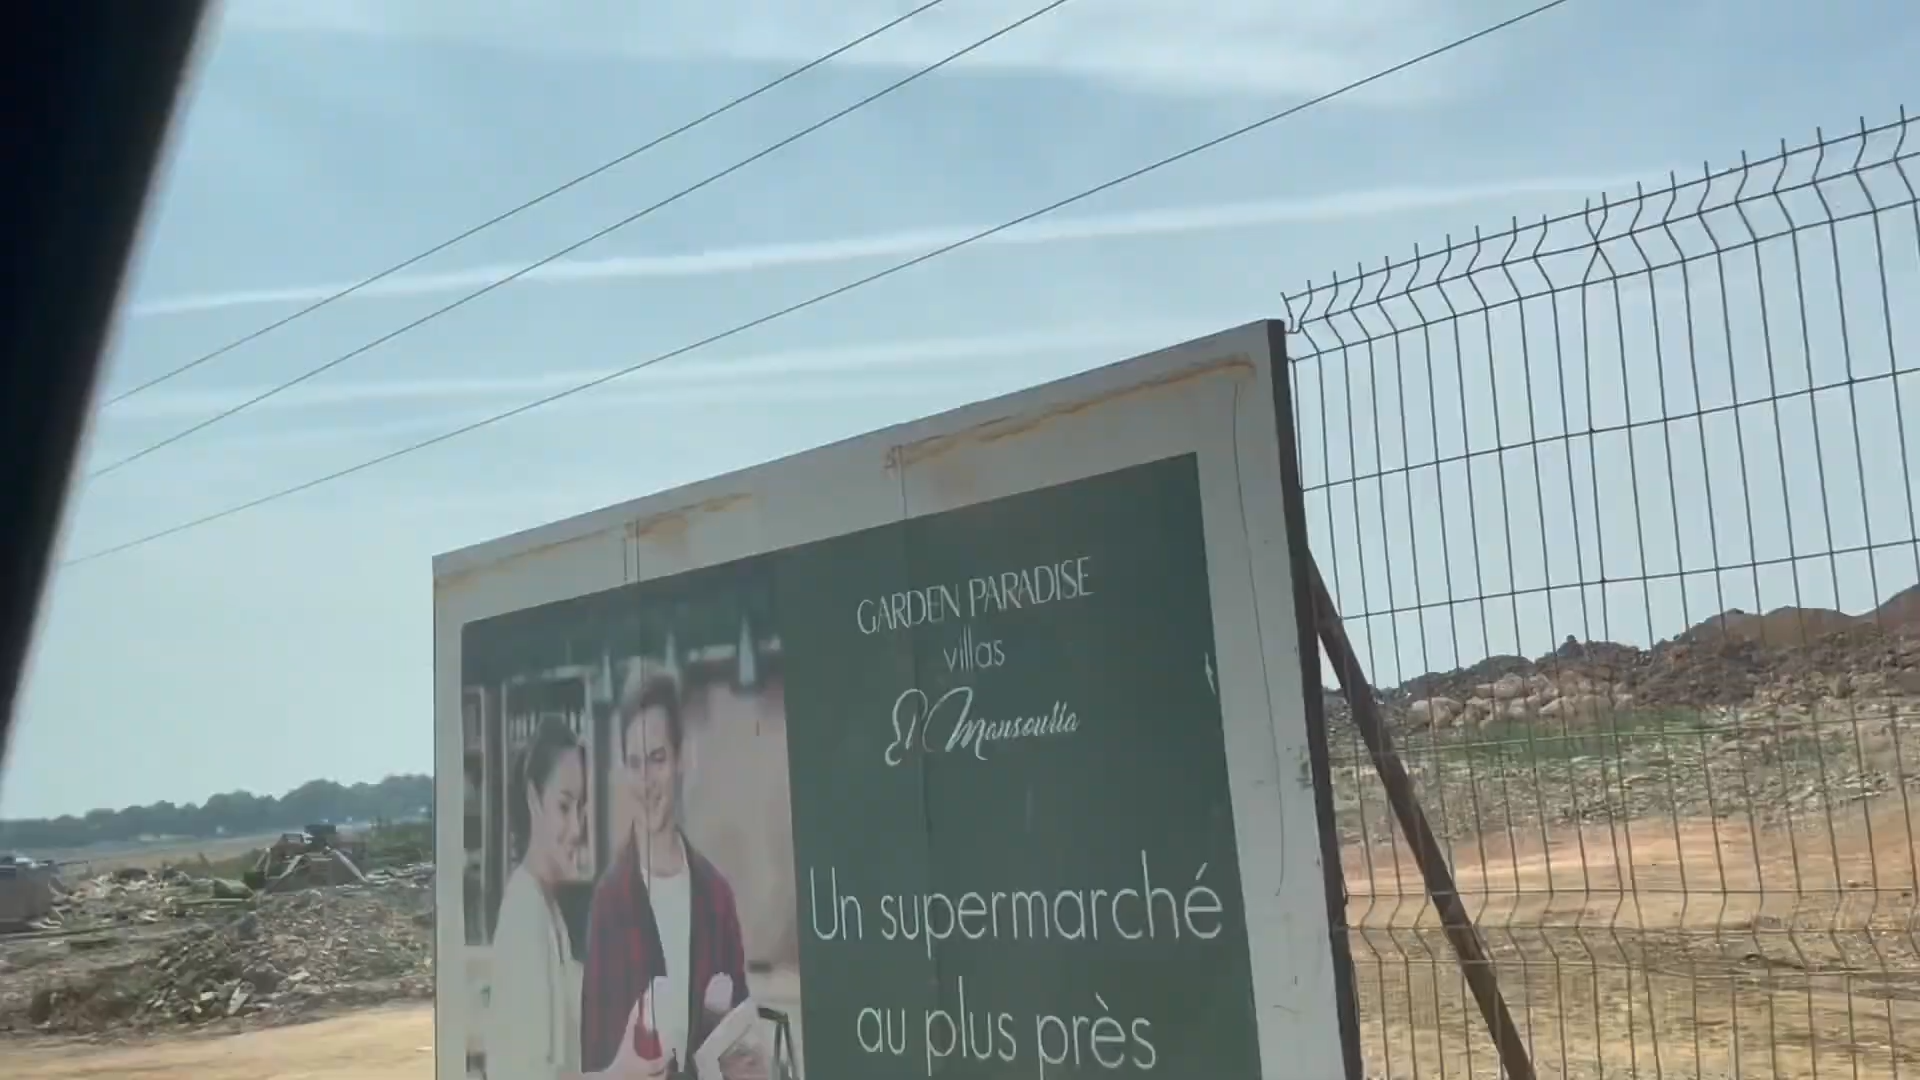 GARDEN PARADISE
villas
El Mansouria
Un supermarché
au plus près